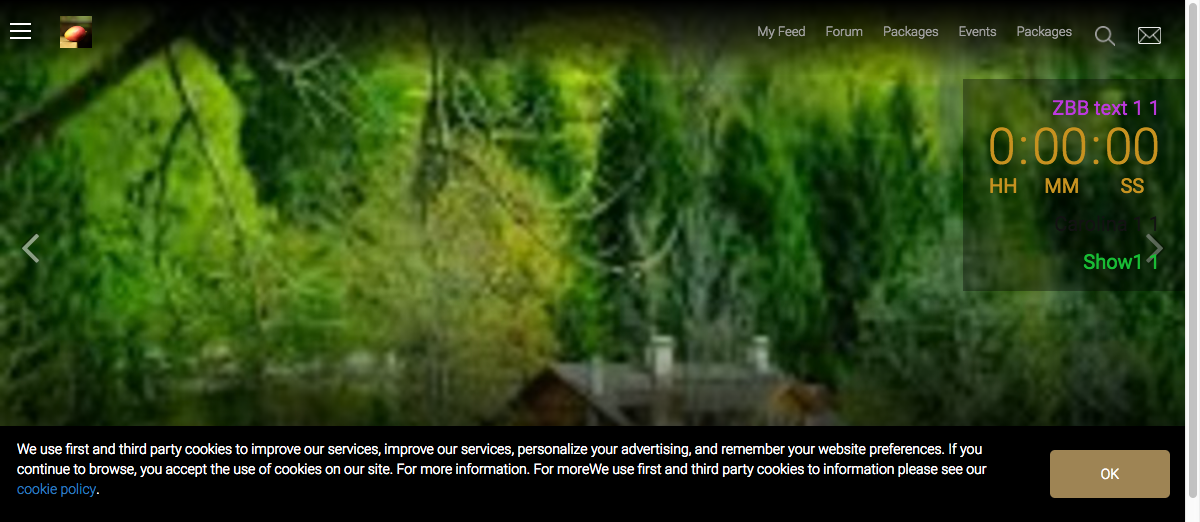 My Feed Forum Packages Events Packages
ZBB text 1 1
0:00:00
HH MM SS
Show1 1
We use first and third party cookies to improve our services, improve our services, personalize your advertising, and remember your website preferences. If you
continue to browse, you accept the use of cookies on our site. For more information. For moreWe use first and third party cookies to information please see our
cookie policy.
OK